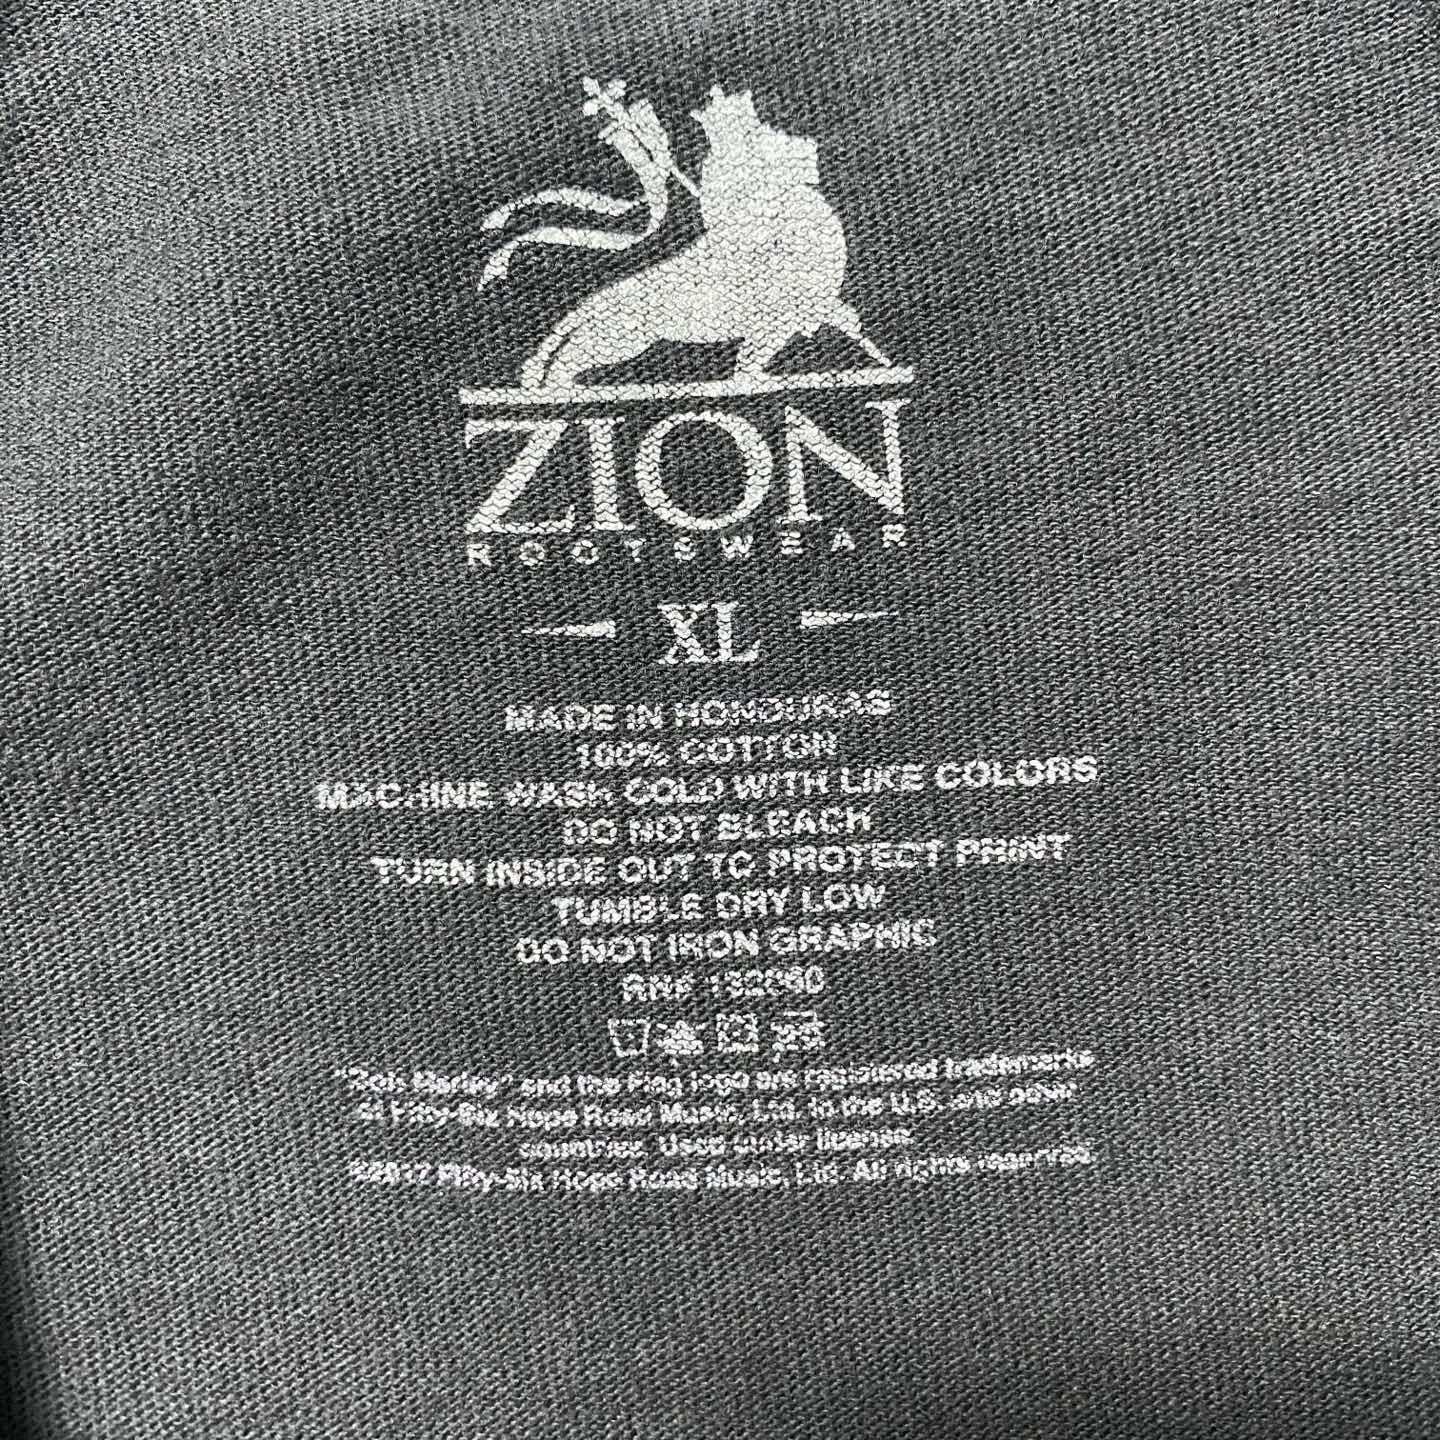 ZION
ROOTSWEAR
XL
MADE IN HONDURAS
100% COTTON
MACHINE WASH COLD WITH LIKE COLORS
DO NOT BLEACH
TURN INSIDE OUT TO PROTECT PRINT
TUMBLE DRY LOW
DO NOT IRON GRAPHIC
RN#
"Bob Marley" and the Flag logo are registered trademarks
of Fifty-Six Hope Road Music, Ltd. in the U.S. and
countries. Used under license.
©2017 Fifty-Six Hope Road Music, Ltd. All rights reserved.